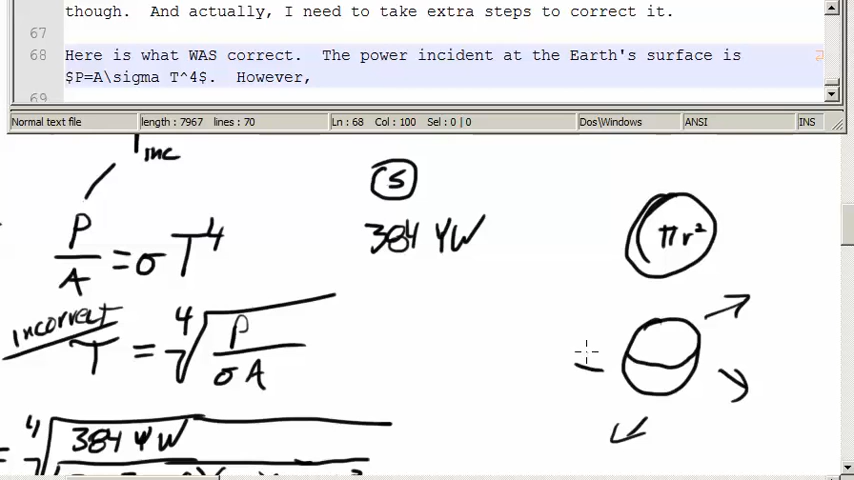 though. And actually, I need to take extra steps to correct it.
67
68 Here is what WAS correct. The power incident at the Earth's surface is
$P=A\sigma T^4$. However,
69
Normal text file length : 7967 lines : 70 Ln : 68 Col : 100 Sel : 0 | 0 Dos\Windows ANSI INS
inc
S
P/A = σT⁴
384 YW
πr²
incorrect
T = ⁴√(P/σA)
4
384 YW